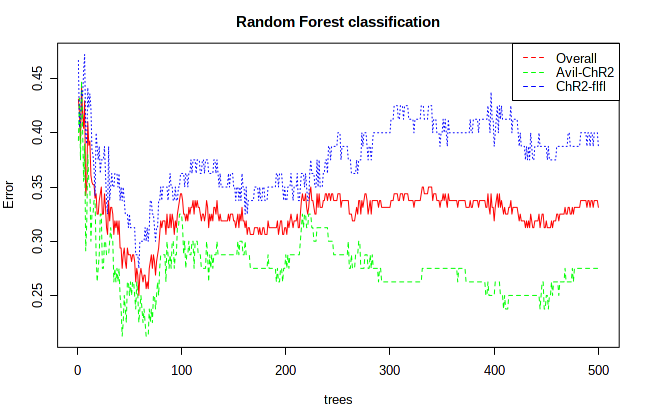 Random Forest classification
Overall
Avil-ChR2
ChR2-flfl
Error
0.45
0.40
0.35
0.30
0.25
0
100
200
300
400
500
trees